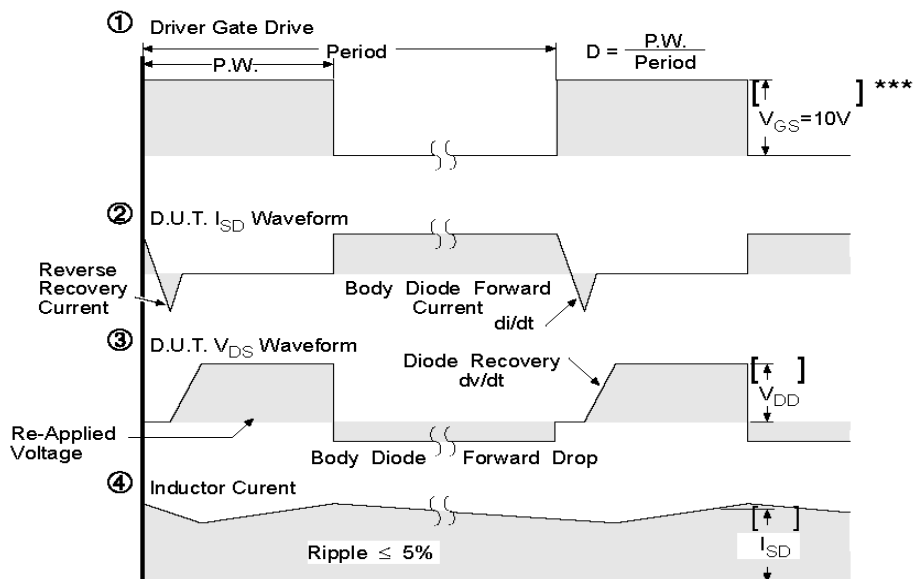 ① Driver Gate Drive
Period
P.W.
D = P.W.
Period
[ ] ***
V_GS=10V
② D.U.T. I_SD Waveform
Reverse
Recovery
Current
Body Diode Forward
Current
di/dt
③ D.U.T. V_DS Waveform
Diode Recovery
dv/dt
[ ]
V_DD
Re-Applied
Voltage
Body Diode Forward Drop
④ Inductor Curent
[ ]
I_SD
Ripple ≤ 5%